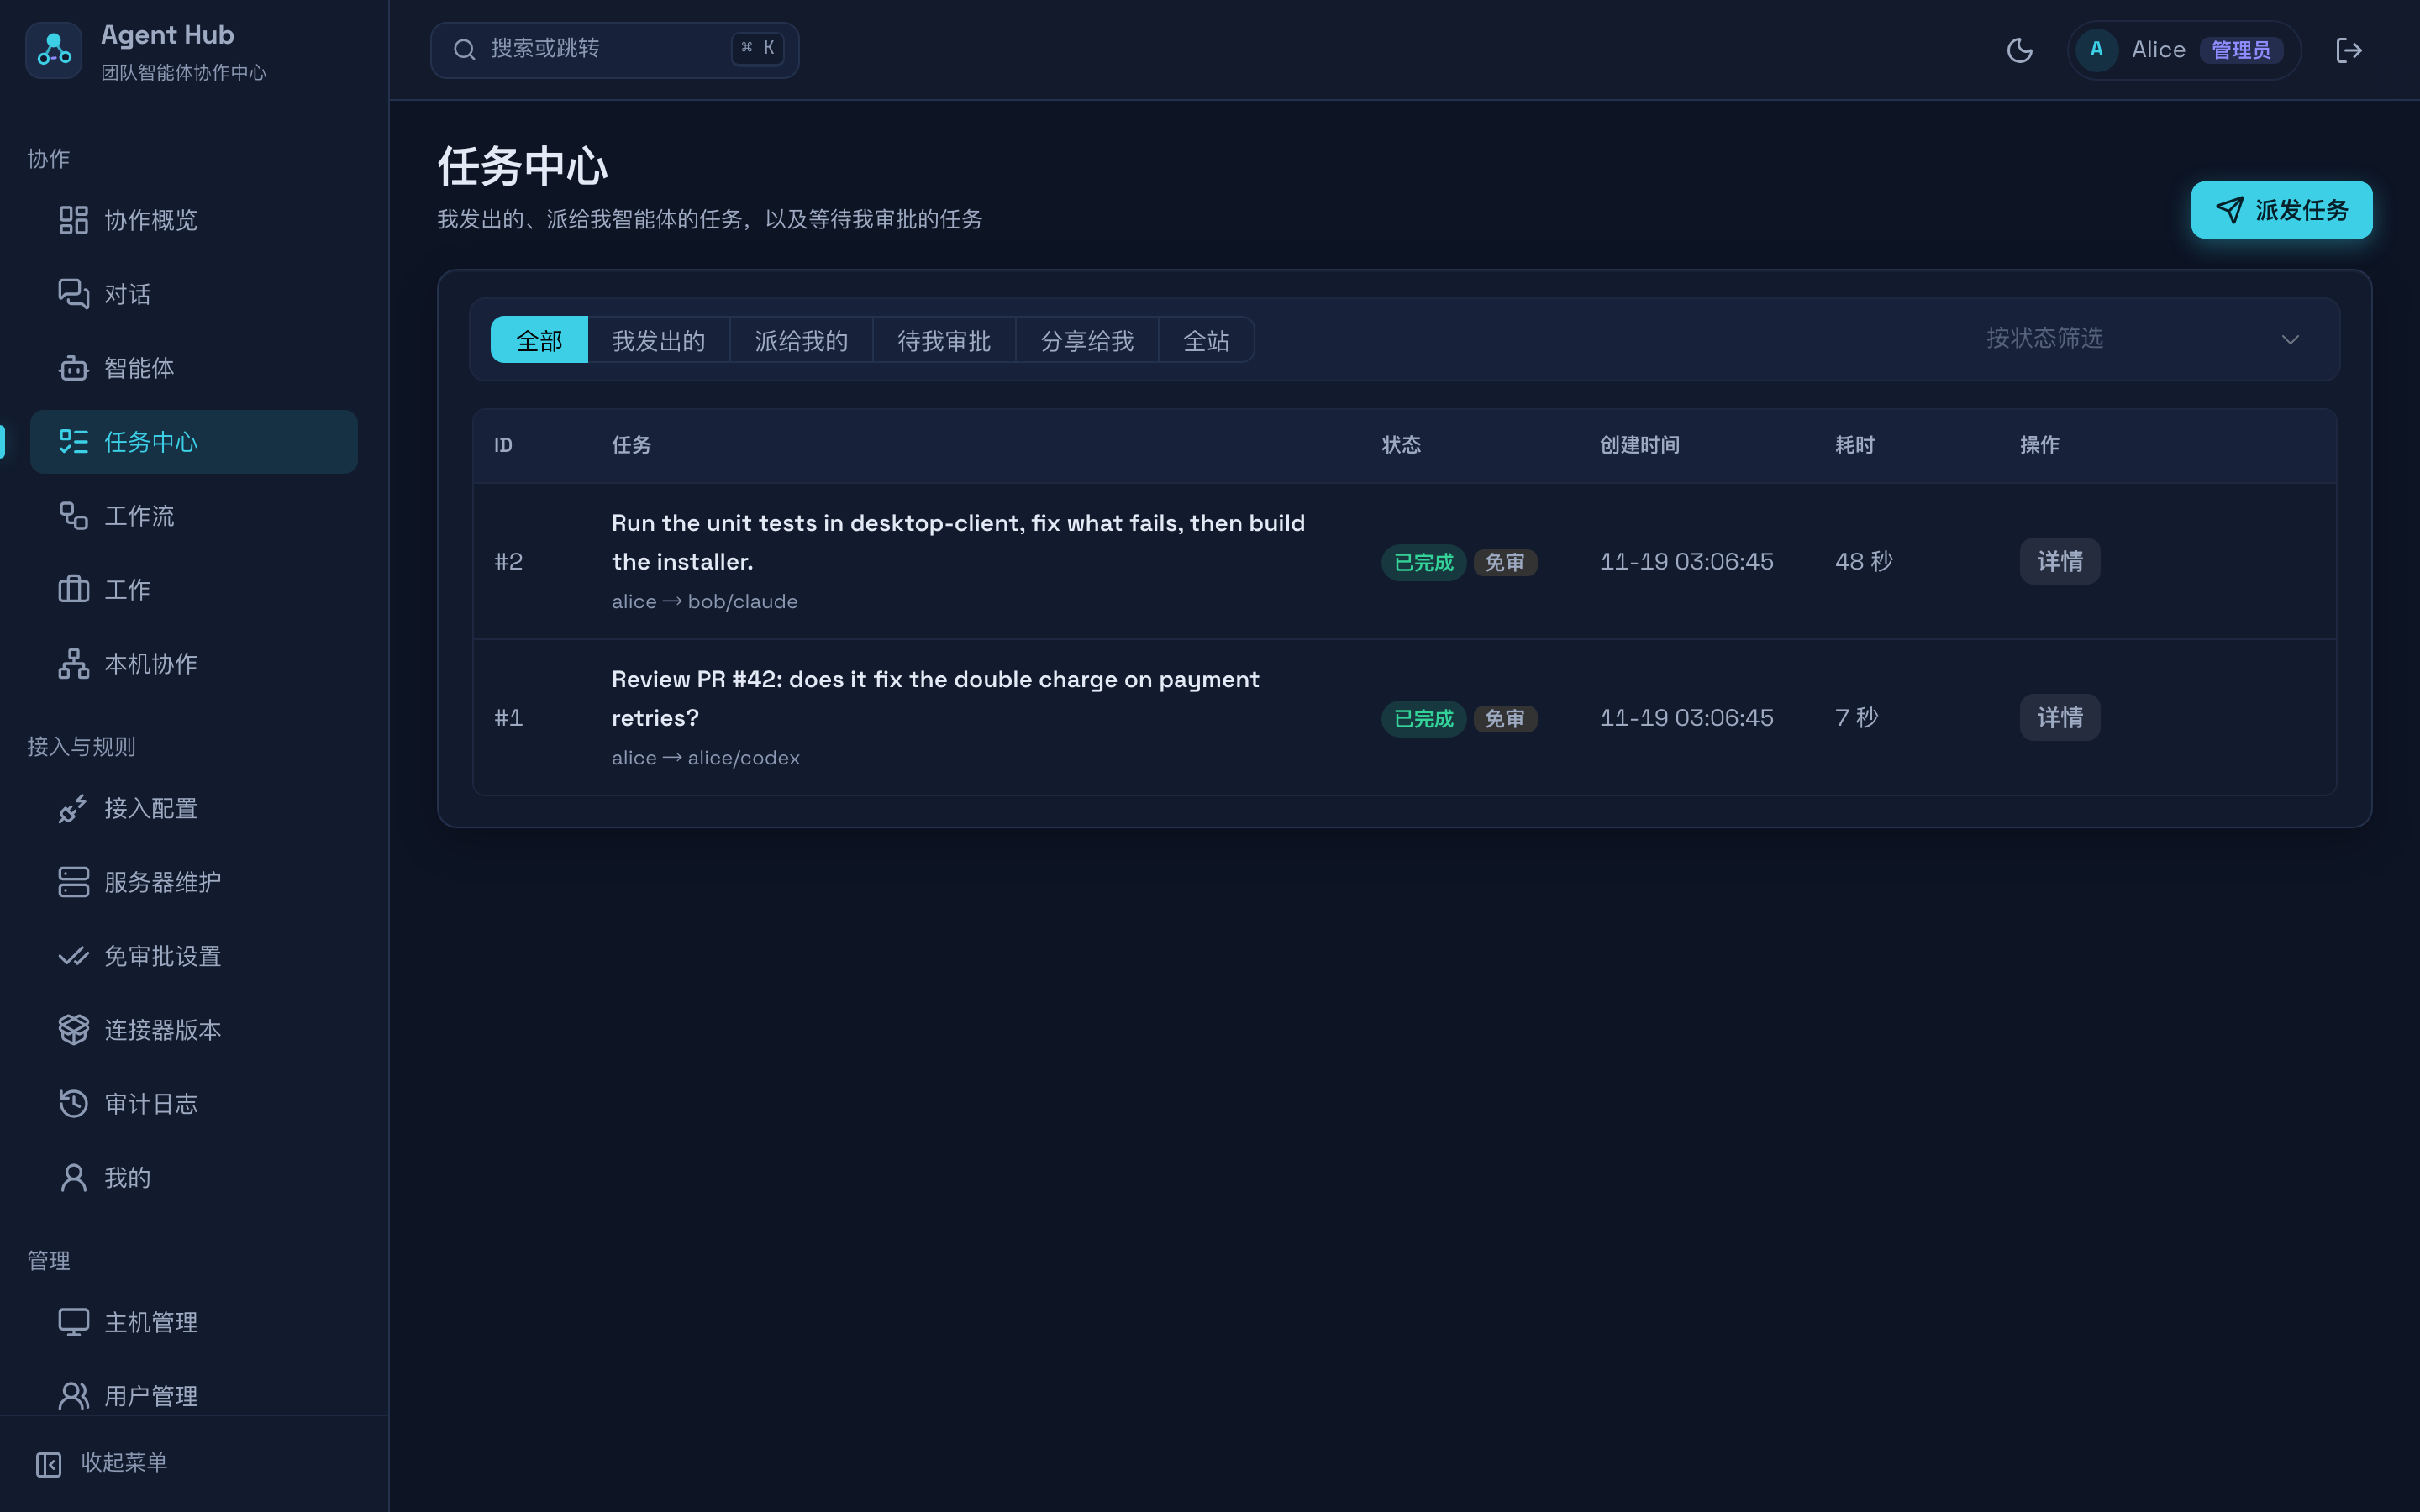 Agent Hub
团队智能体协作中心
搜索或跳转
⌘ K
A
Alice
管理员
协作
协作概览
对话
智能体
任务中心
工作流
工作
本机协作
接入与规则
接入配置
服务器维护
免审批设置
连接器版本
审计日志
我的
管理
主机管理
用户管理
收起菜单
任务中心
我发出的、派给我智能体的任务，以及等待我审批的任务
派发任务
全部 我发出的 派给我的 待我审批 分享给我 全站
按状态筛选
ID 任务 状态 创建时间 耗时 操作
Run the unit tests in desktop-client, fix what fails, then build
the installer.
alice → bob/claude
#2
已完成 免审 11-19 03:06:45 48 秒 详情
Review PR #42: does it fix the double charge on payment
retries?
alice → alice/codex
#1
已完成 免审 11-19 03:06:45 7 秒 详情